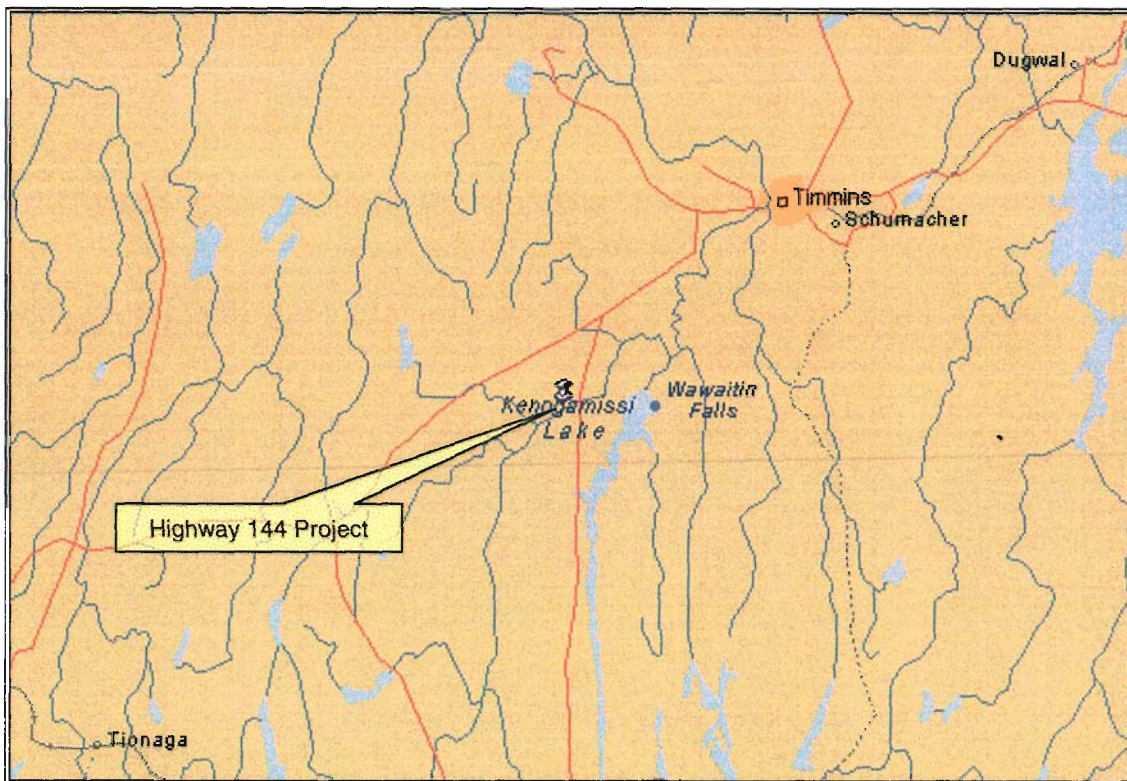 Dugwal
Timmins
Schumacher
Kenogamissi
Lake
Wawaitin
Falls
Highway 144 Project
Tionaga